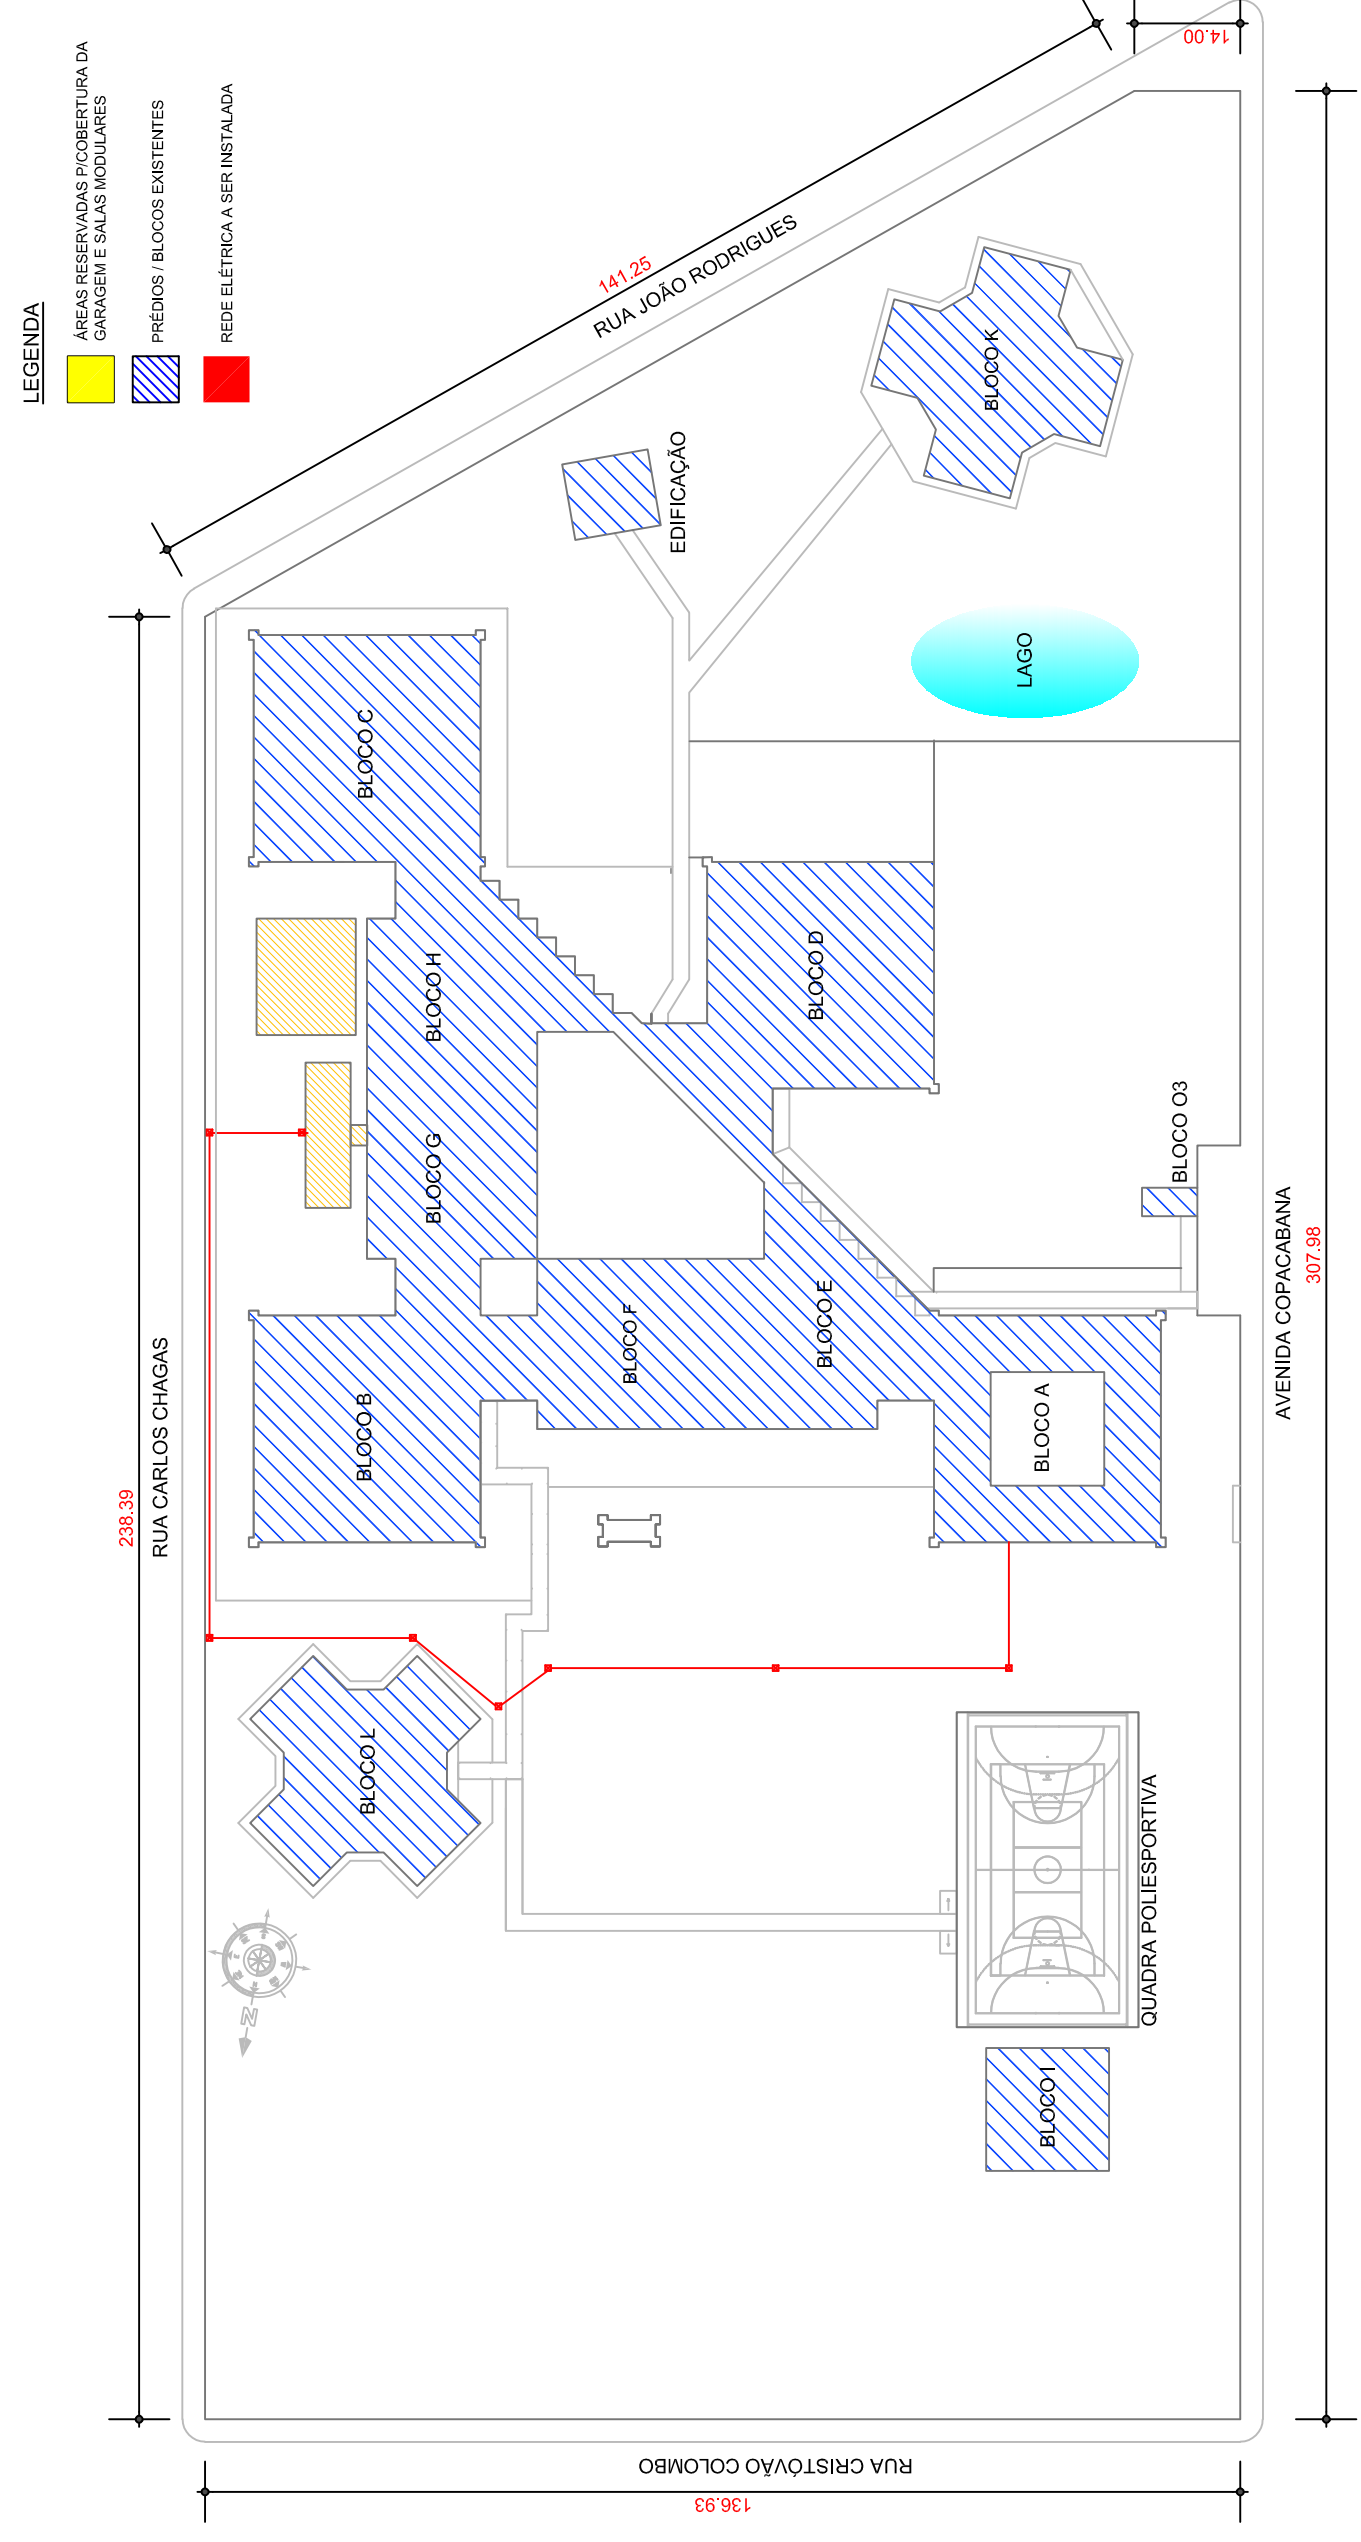 LEGENDA
ÁREAS RESERVADAS P/COBERTURA DA
GARAGEM E SALAS MODULARES
PRÉDIOS / BLOCOS EXISTENTES
REDE ELÉTRICA A SER INSTALADA
14.00
141.25
RUA JOÃO RODRIGUES
BLOCO K
EDIFICAÇÃO
LAGO
BLOCO C
BLOCO H
BLOCO D
BLOCO G
BLOCO O3
BLOCO F
BLOCO E
BLOCO B
BLOCO A
RUA CARLOS CHAGAS
238.39
AVENIDA COPACABANA
307.98
BLOCO L
QUADRA POLIESPORTIVA
N
BLOCO I
RUA CRISTÓVÃO COLOMBO
136.93